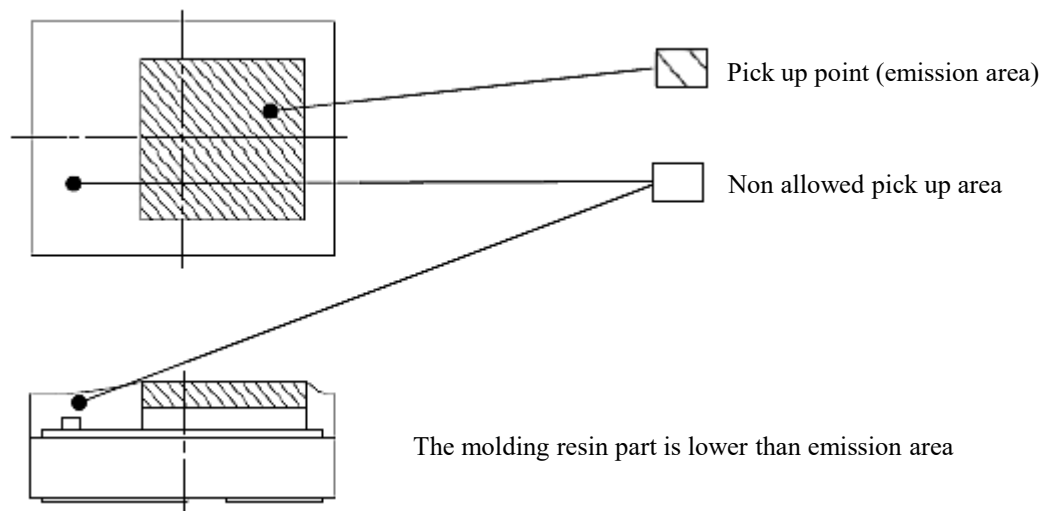 Pick up point (emission area)
Non allowed pick up area
The molding resin part is lower than emission area